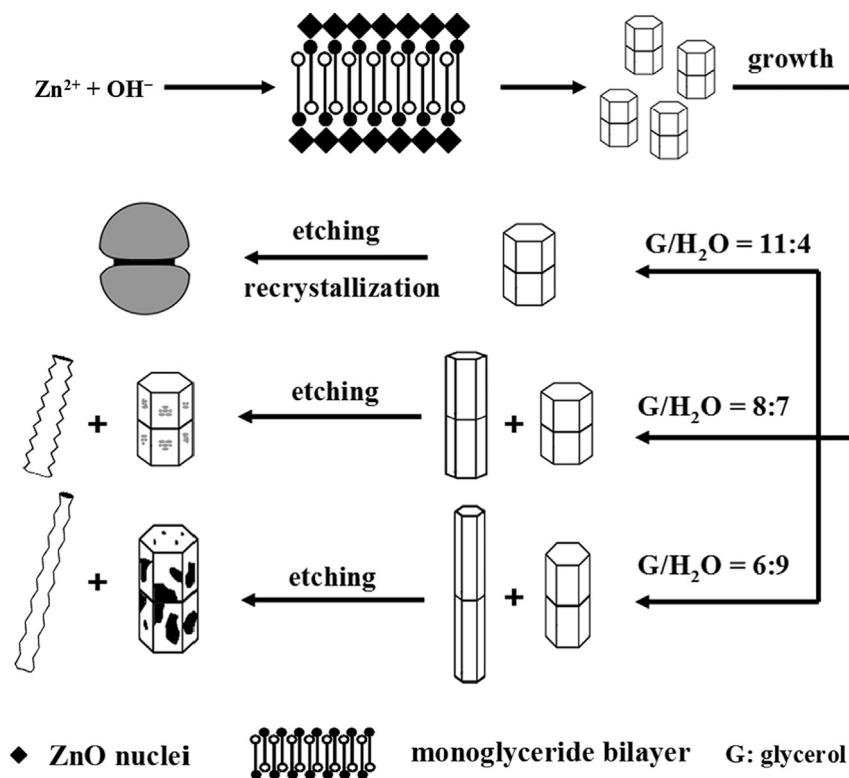 Zn²⁺ + OH⁻
growth
etching
recrystallization
G/H₂O = 11:4
+
etching
+
G/H₂O = 8:7
+
etching
+
G/H₂O = 6:9
ZnO nuclei
monoglyceride bilayer
G: glycerol